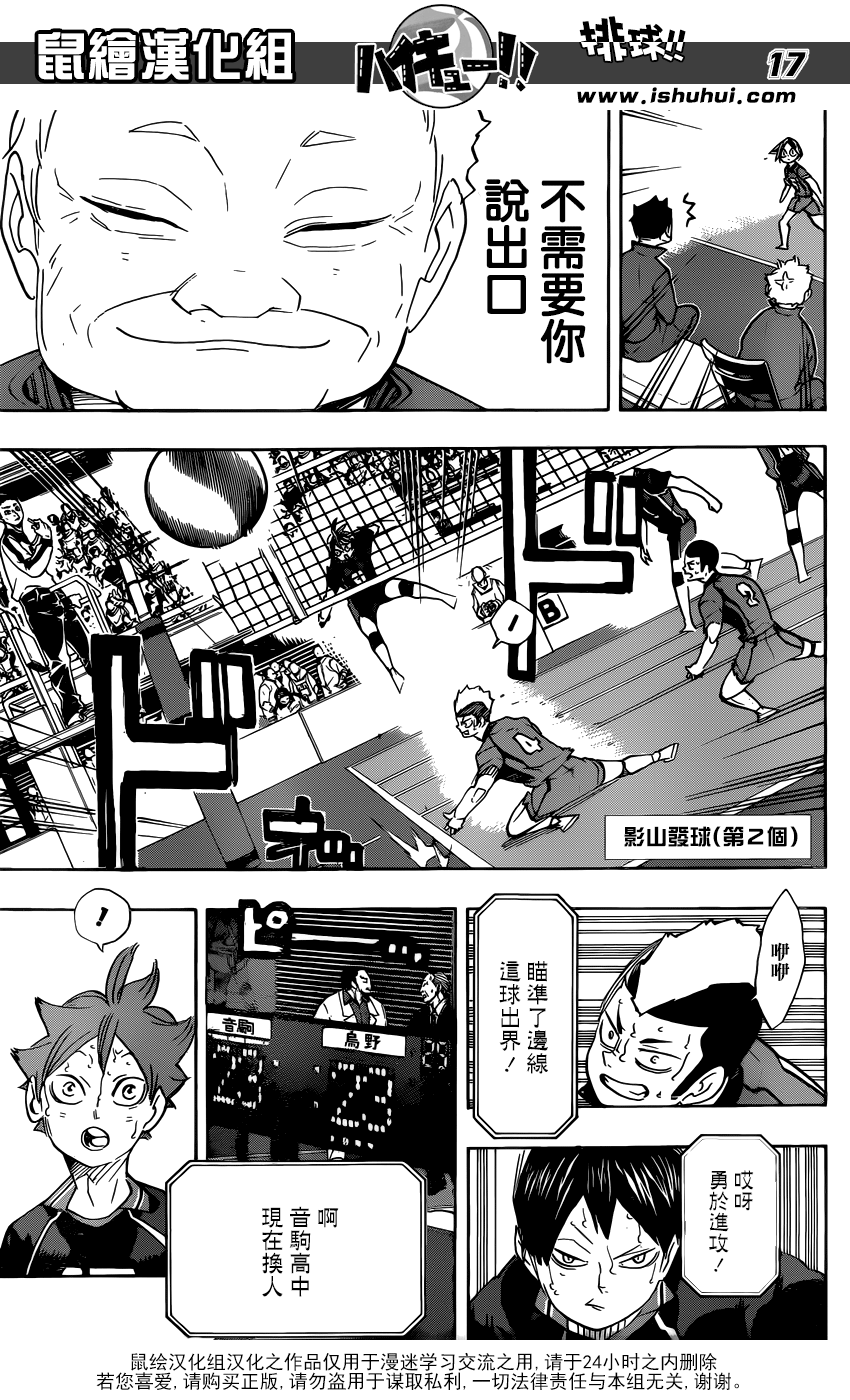 鼠繪漢化組
ハイキュー!!
排球!!
17
www.ishuhui.com
不需要你
說出口
ド
ド
B
2
4
影山發球(第2個)
咿咿
瞄準了邊線
這球出界!
ピーーー
音駒
烏野
!
哎呀
勇於進攻!
啊
音駒高中
現在換人
鼠绘汉化组汉化之作品仅用于漫迷学习交流之用,请于24小时之内删除
若您喜爱,请购买正版,请勿盗用于谋取私利,一切法律责任与本组无关,谢谢。